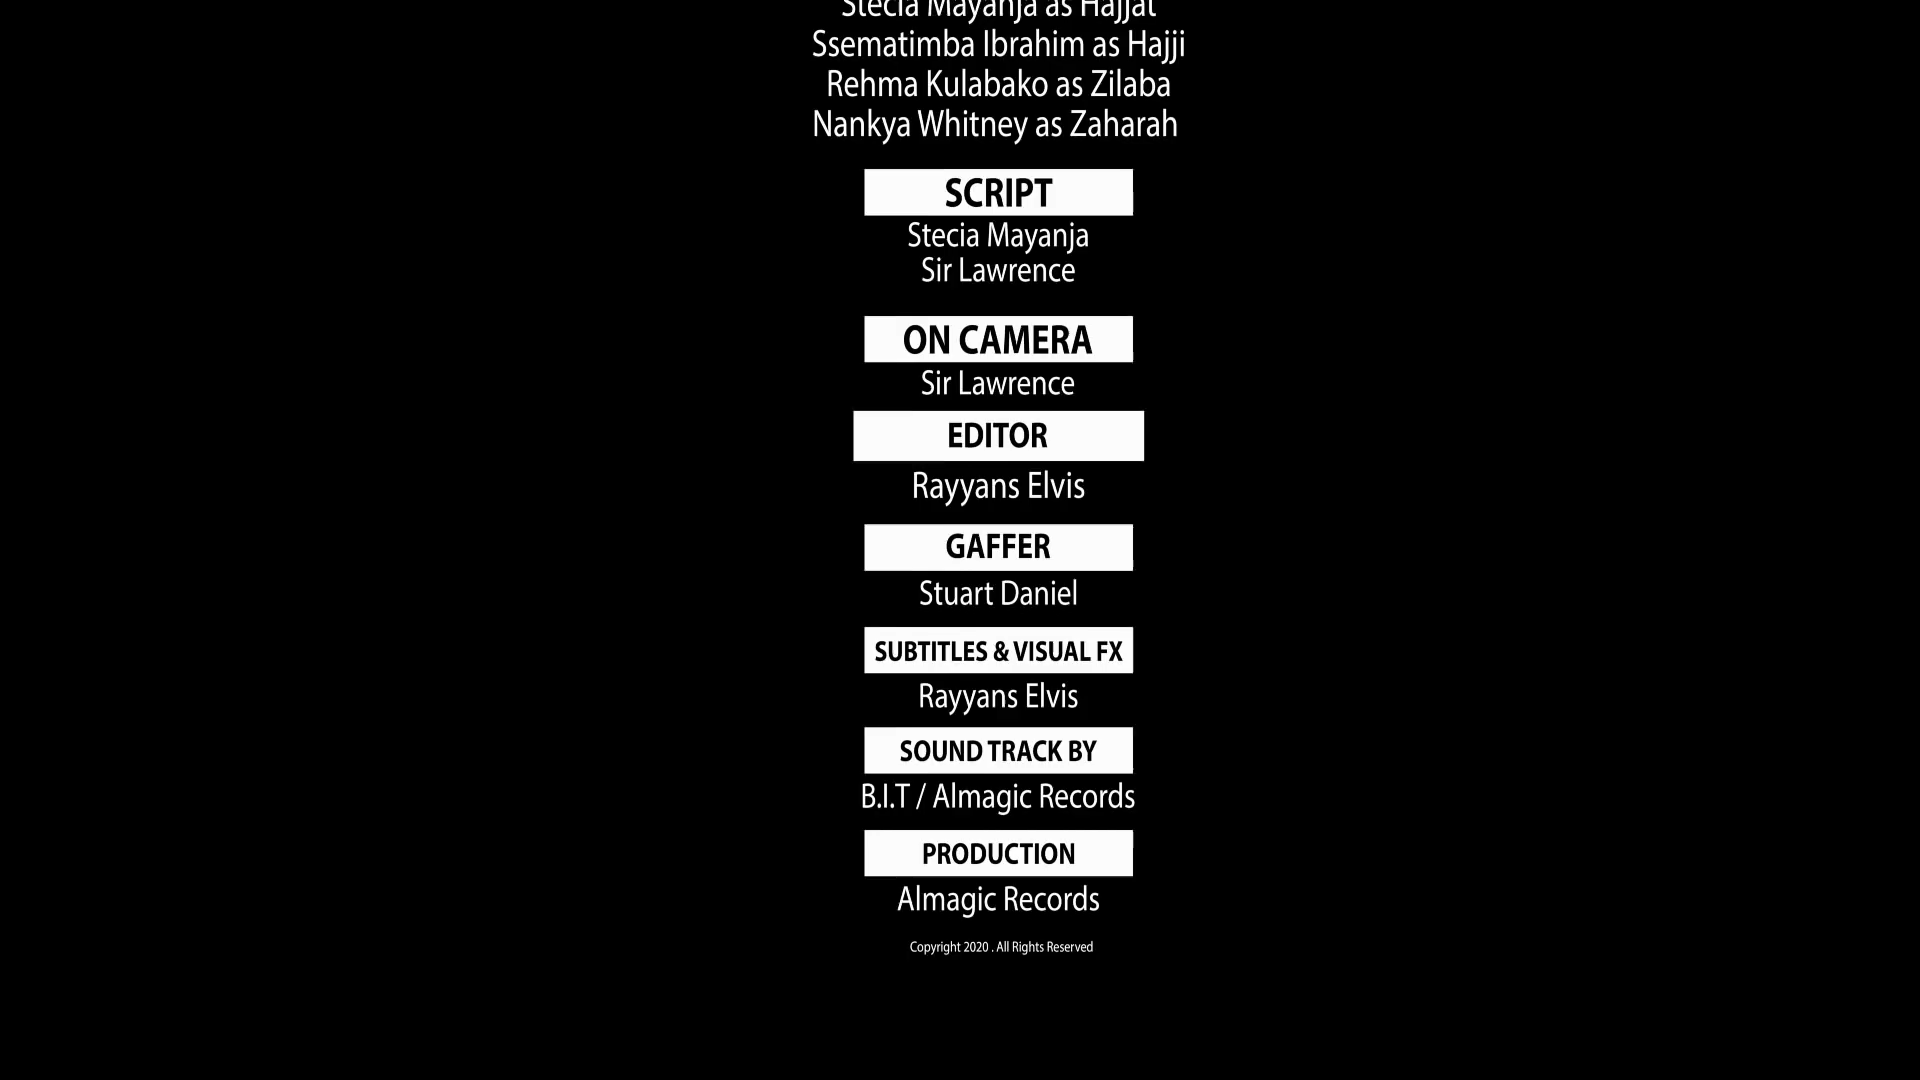 Stecia Mayanja as Hajjat
Ssematimba Ibrahim as Hajji
Rehma Kulabako as Zilaba
Nankya Whitney as Zaharah
SCRIPT
Stecia Mayanja
Sir Lawrence
ON CAMERA
Sir Lawrence
EDITOR
Rayyans Elvis
GAFFER
Stuart Daniel
SUBTITLES & VISUAL FX
Rayyans Elvis
SOUND TRACK BY
B.I.T / Almagic Records
PRODUCTION
Almagic Records
Copyright 2020 . All Rights Reserved